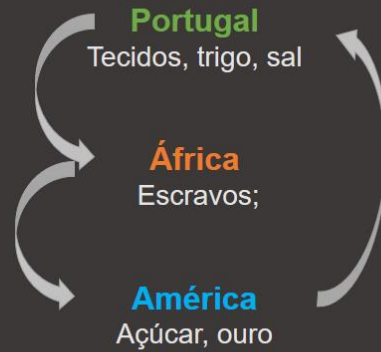 Portugal
Tecidos, trigo, sal
África
Escravos;
América
Açúcar, ouro